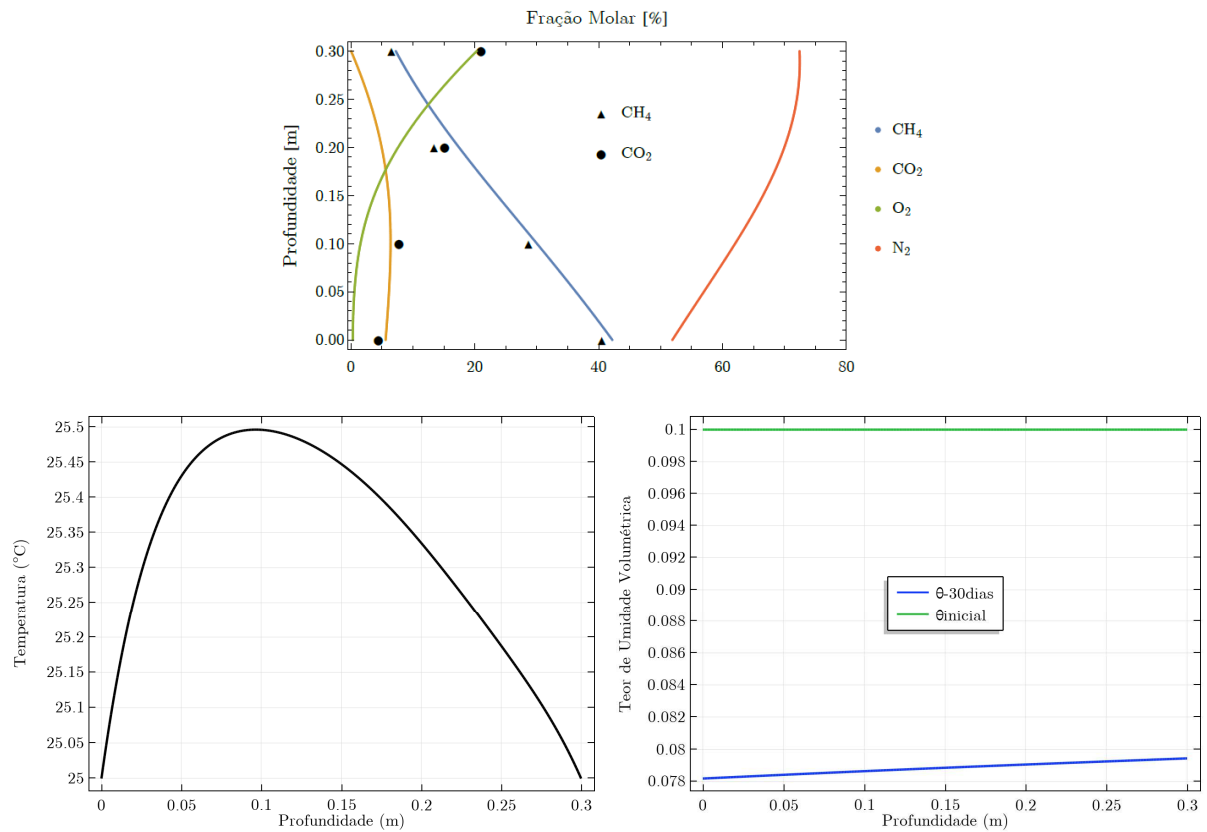 Fração Molar [%]
0.30
0.25
0.20
0.15
0.10
0.05
0.00
Profundidade [m]
0 20 40 60 80
CH4
CO2
CH4
CO2
O2
N2
25.5
25.45
25.4
25.35
25.3
25.25
25.2
25.15
25.1
25.05
25
Temperatura (°C)
0 0.05 0.1 0.15 0.2 0.25 0.3
Profundidade (m)
0.1
0.098
0.096
0.094
0.092
0.09
0.088
0.086
0.084
0.082
0.08
0.078
Teor de Umidade Volumétrica
θ-30dias
θinicial
0 0.05 0.1 0.15 0.2 0.25 0.3
Profundidade (m)